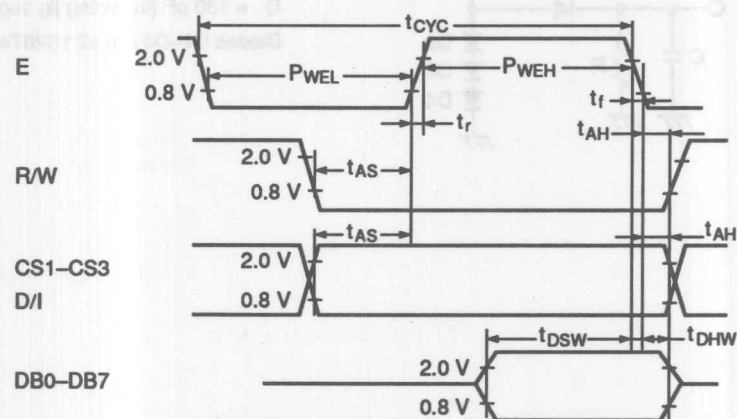 tCYC
E
2.0 V
PWEL
PWEH
0.8 V
tf
tr
tAH
R/W
2.0 V
tAS
0.8 V
tAS
tAH
CS1–CS3
2.0 V
D/I
0.8 V
tDSW
tDHW
DB0–DB7
2.0 V
0.8 V